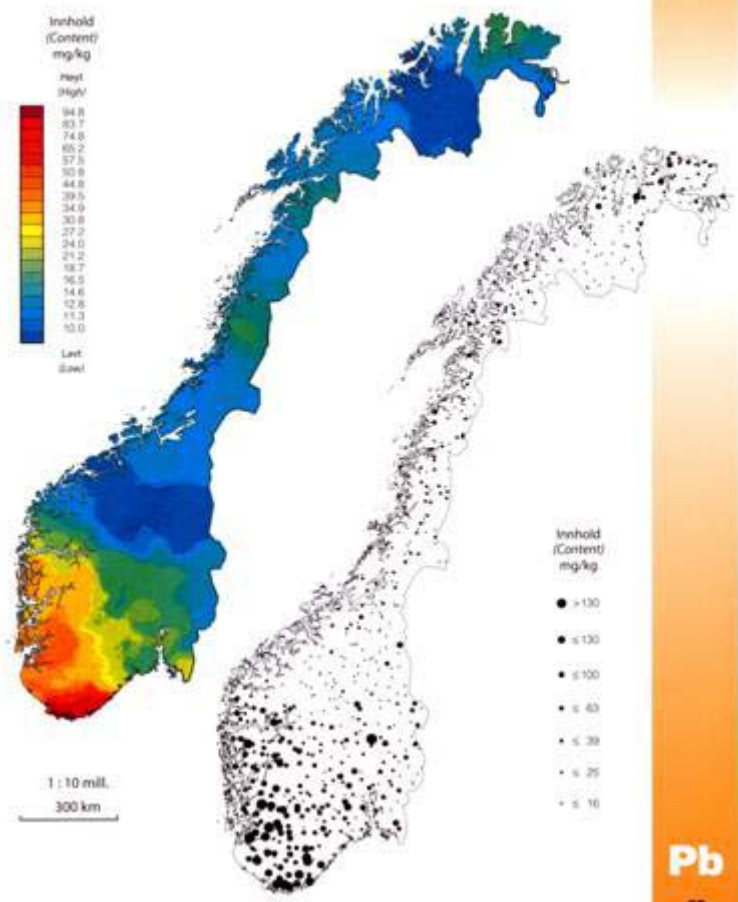 Innhold
(Content)
mg/kg
Høyt
(High)
94.8
83.7
74.8
65.2
57.5
50.8
44.8
39.5
34.9
30.8
27.2
24.0
21.2
18.7
16.5
14.6
12.8
11.3
10.0
Lavt
(Low)
Innhold
(Content)
mg/kg
>130
≤130
≤100
≤ 63
≤ 39
≤ 25
≤ 16
1 : 10 mill.
300 km
Pb